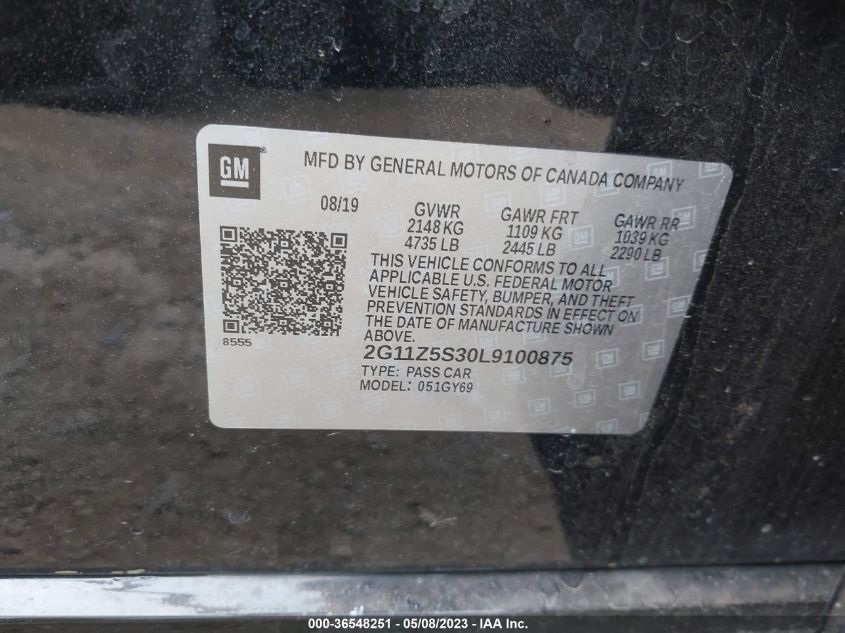 GM
MFD BY GENERAL MOTORS OF CANADA COMPANY
08/19 GVWR GAWR FRT GAWR RR
2148 KG 1109 KG 1039 KG
4735 LB 2445 LB 2290 LB
THIS VEHICLE CONFORMS TO ALL
APPLICABLE U.S. FEDERAL MOTOR
VEHICLE SAFETY, BUMPER, AND THEFT
PREVENTION STANDARDS IN EFFECT ON
THE DATE OF MANUFACTURE SHOWN
ABOVE.
8555
2G11Z5S30L9100875
TYPE: PASS CAR
MODEL: 051GY69
000-36548251 - 05/08/2023 - IAA Inc.